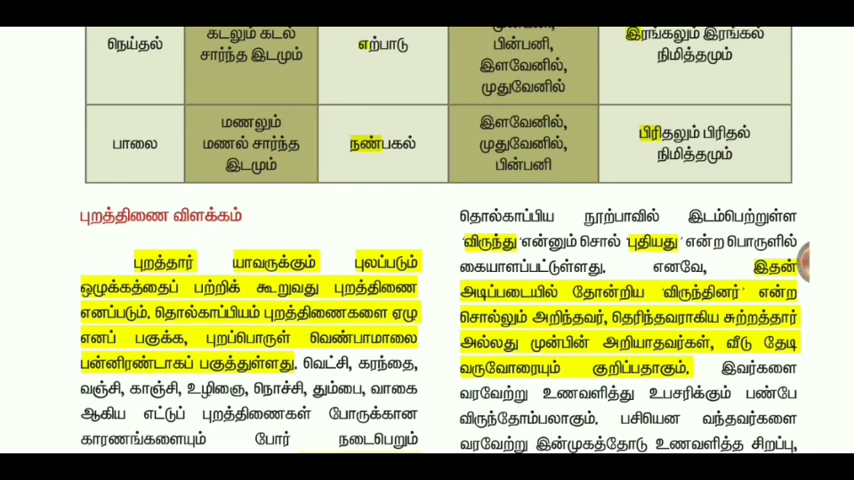 கடலும் கடல்
சார்ந்த இடமும்
நெய்தல்
எற்பாடு
பின்பனி,
இளவேனில்,
முதுவேனில்
இரங்கலும் இரங்கல்
நிமித்தமும்
பாலை
மணலும்
மணல் சார்ந்த
இடமும்
நண்பகல்
இளவேனில்,
முதுவேனில்,
பின்பனி
பிரிதலும் பிரிதல்
நிமித்தமும்
புறத்திணை விளக்கம்
புறத்தார் யாவருக்கும் புலப்படும்
ஒழுக்கத்தைப் பற்றிக் கூறுவது புறத்திணை
எனப்படும். தொல்காப்பியம் புறத்திணைகளை ஏழு
எனப் பகுக்க, புறப்பொருள் வெண்பாமாலை
பன்னிரண்டாகப் பகுத்துள்ளது. வெட்சி, கரந்தை,
வஞ்சி, காஞ்சி, உழிஞை, நொச்சி, தும்பை, வாகை
ஆகிய எட்டுப் புறத்திணைகள் போருக்கான
காரணங்களையும் போர் நடைபெறும்
தொல்காப்பிய நூற்பாவில் இடம்பெற்றுள்ள
'விருந்து' என்னும் சொல் 'புதியது' என்ற பொருளில்
கையாளப்பட்டுள்ளது. எனவே, இதன்
அடிப்படையில் தோன்றிய 'விருந்தினர்' என்ற
சொல்லும் அறிந்தவர், தெரிந்தவராகிய சுற்றத்தார்
அல்லது முன்பின் அறியாதவர்கள், வீடு தேடி
வருவோரையும் குறிப்பதாகும். இவர்களை
வரவேற்று உணவளித்து உபசரிக்கும் பண்பே
விருந்தோம்பலாகும். பசியென வந்தவர்களை
வரவேற்று இன்முகத்தோடு உணவளித்த சிறப்பு,